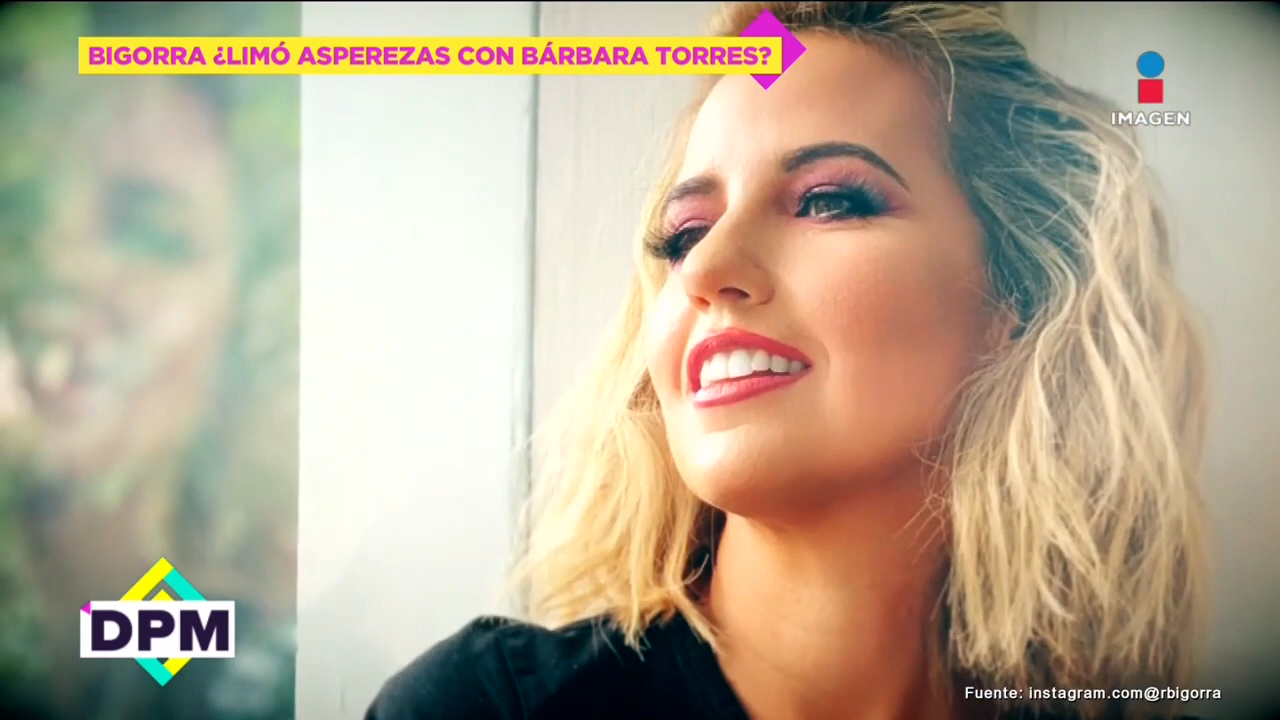 BIGORRA ¿LIMÓ ASPEREZAS CON BÁRBARA TORRES?
IMAGEN
DPM
Fuente: instagram.com@rbigorra